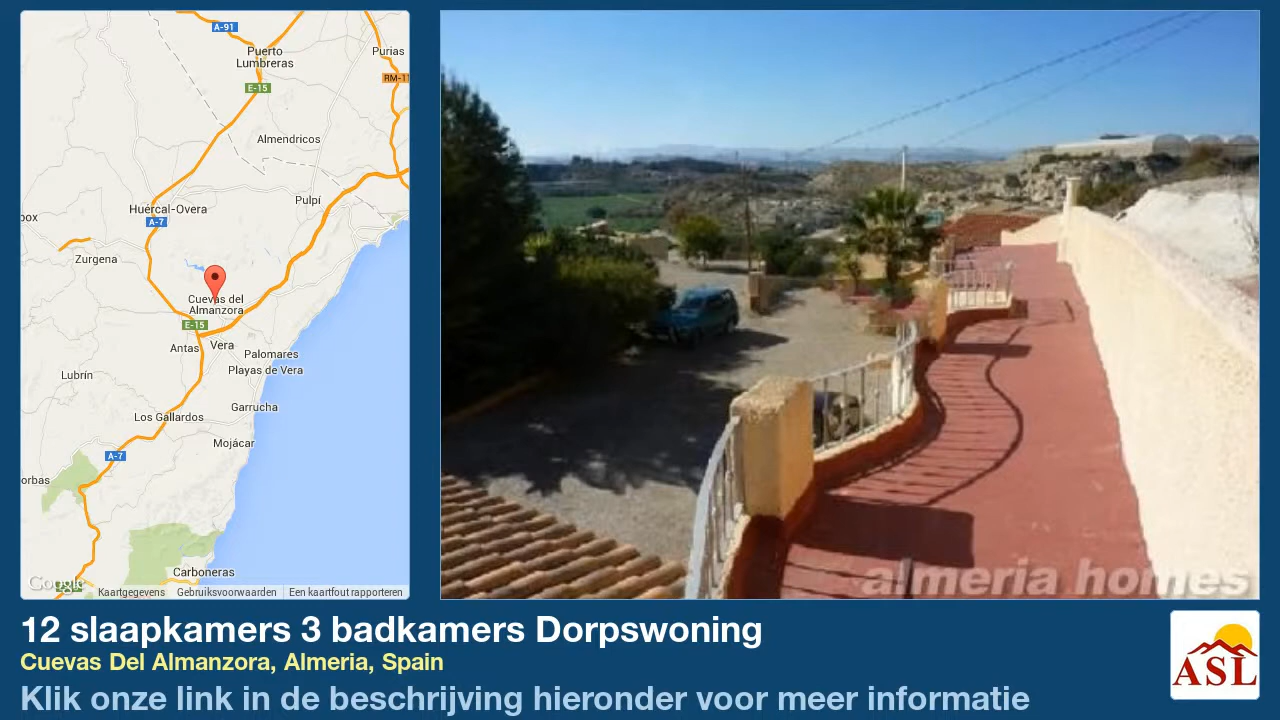 A-91
Puerto
Lumbreras
Purias
RM-11
E-15
Almendricos
Pulpí
Huércal-Overa
A-7
Zurgena
Cuevas del
Almanzora
E-15
Antas
Vera
Palomares
Playas de Vera
Lubrín
Garrucha
Los Gallardos
Mojácar
A-7
orbas
Carboneras
Google
Kaartgegevens Gebruiksvoorwaarden Een kaartfout rapporteren
almeria homes
12 slaapkamers 3 badkamers Dorpswoning
Cuevas Del Almanzora, Almeria, Spain
Klik onze link in de beschrijving hieronder voor meer informatie
ASL